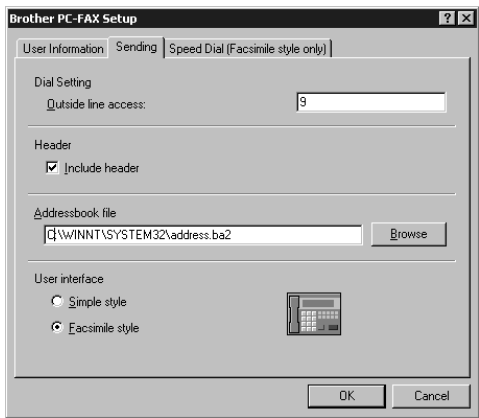 Brother PC-FAX Setup
User Information Sending Speed Dial (Facsimile style only)
Dial Setting
Outside line access: 9
Header
Include header
Addressbook file
C:\WINNT\SYSTEM32\address.ba2 Browse
User interface
Simple style
Facsimile style
OK Cancel